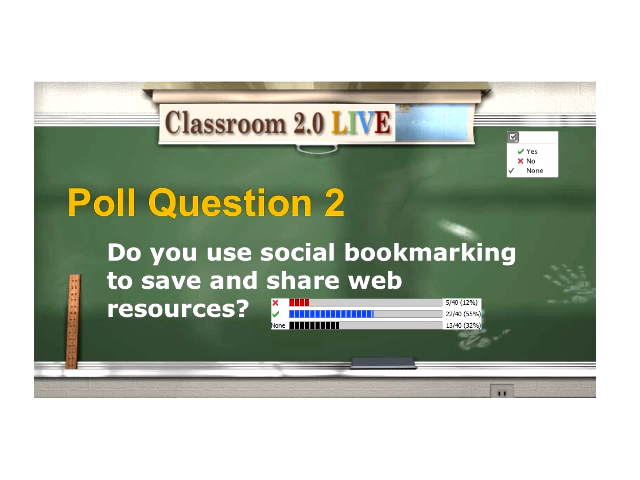 Classroom 2.0 LIVE
Yes
No
None
Poll Question 2
Do you use social bookmarking
to save and share web
resources?
5/40 (12%)
22/40 (55%)
None 13/40 (32%)